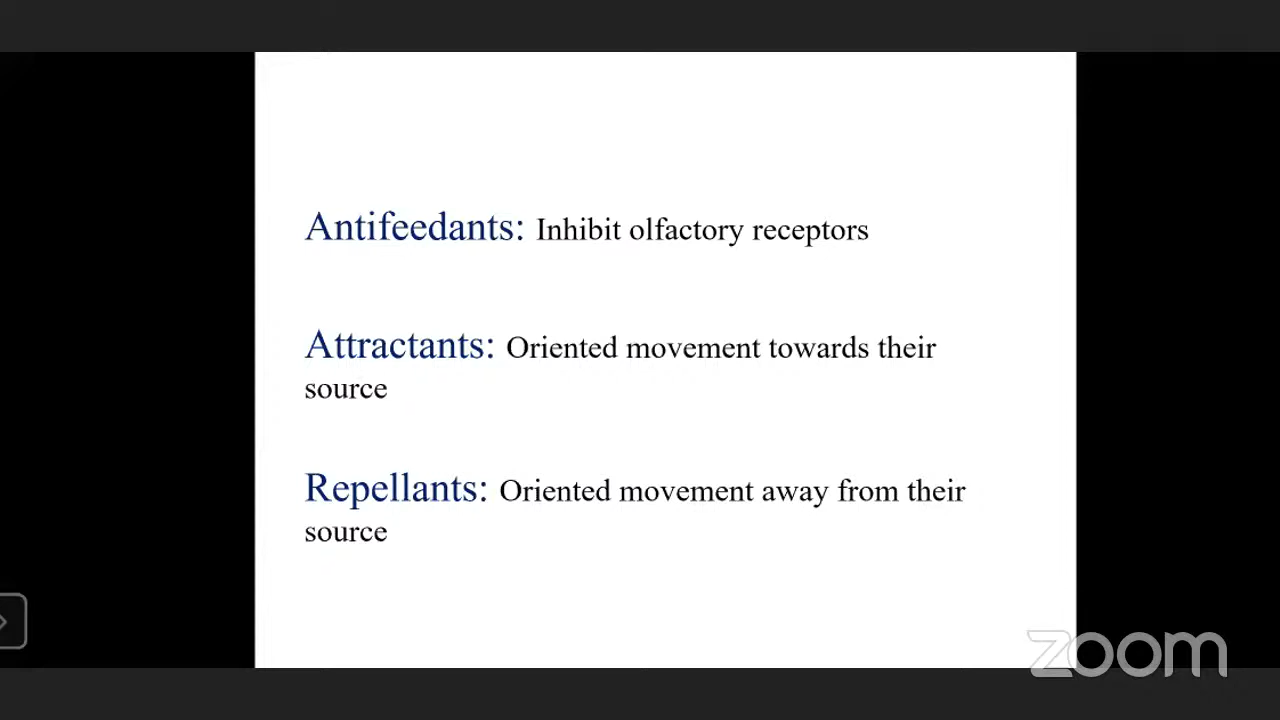 Antifeedants: Inhibit olfactory receptors
Attractants: Oriented movement towards their
source
Repellants: Oriented movement away from their
source
zoom